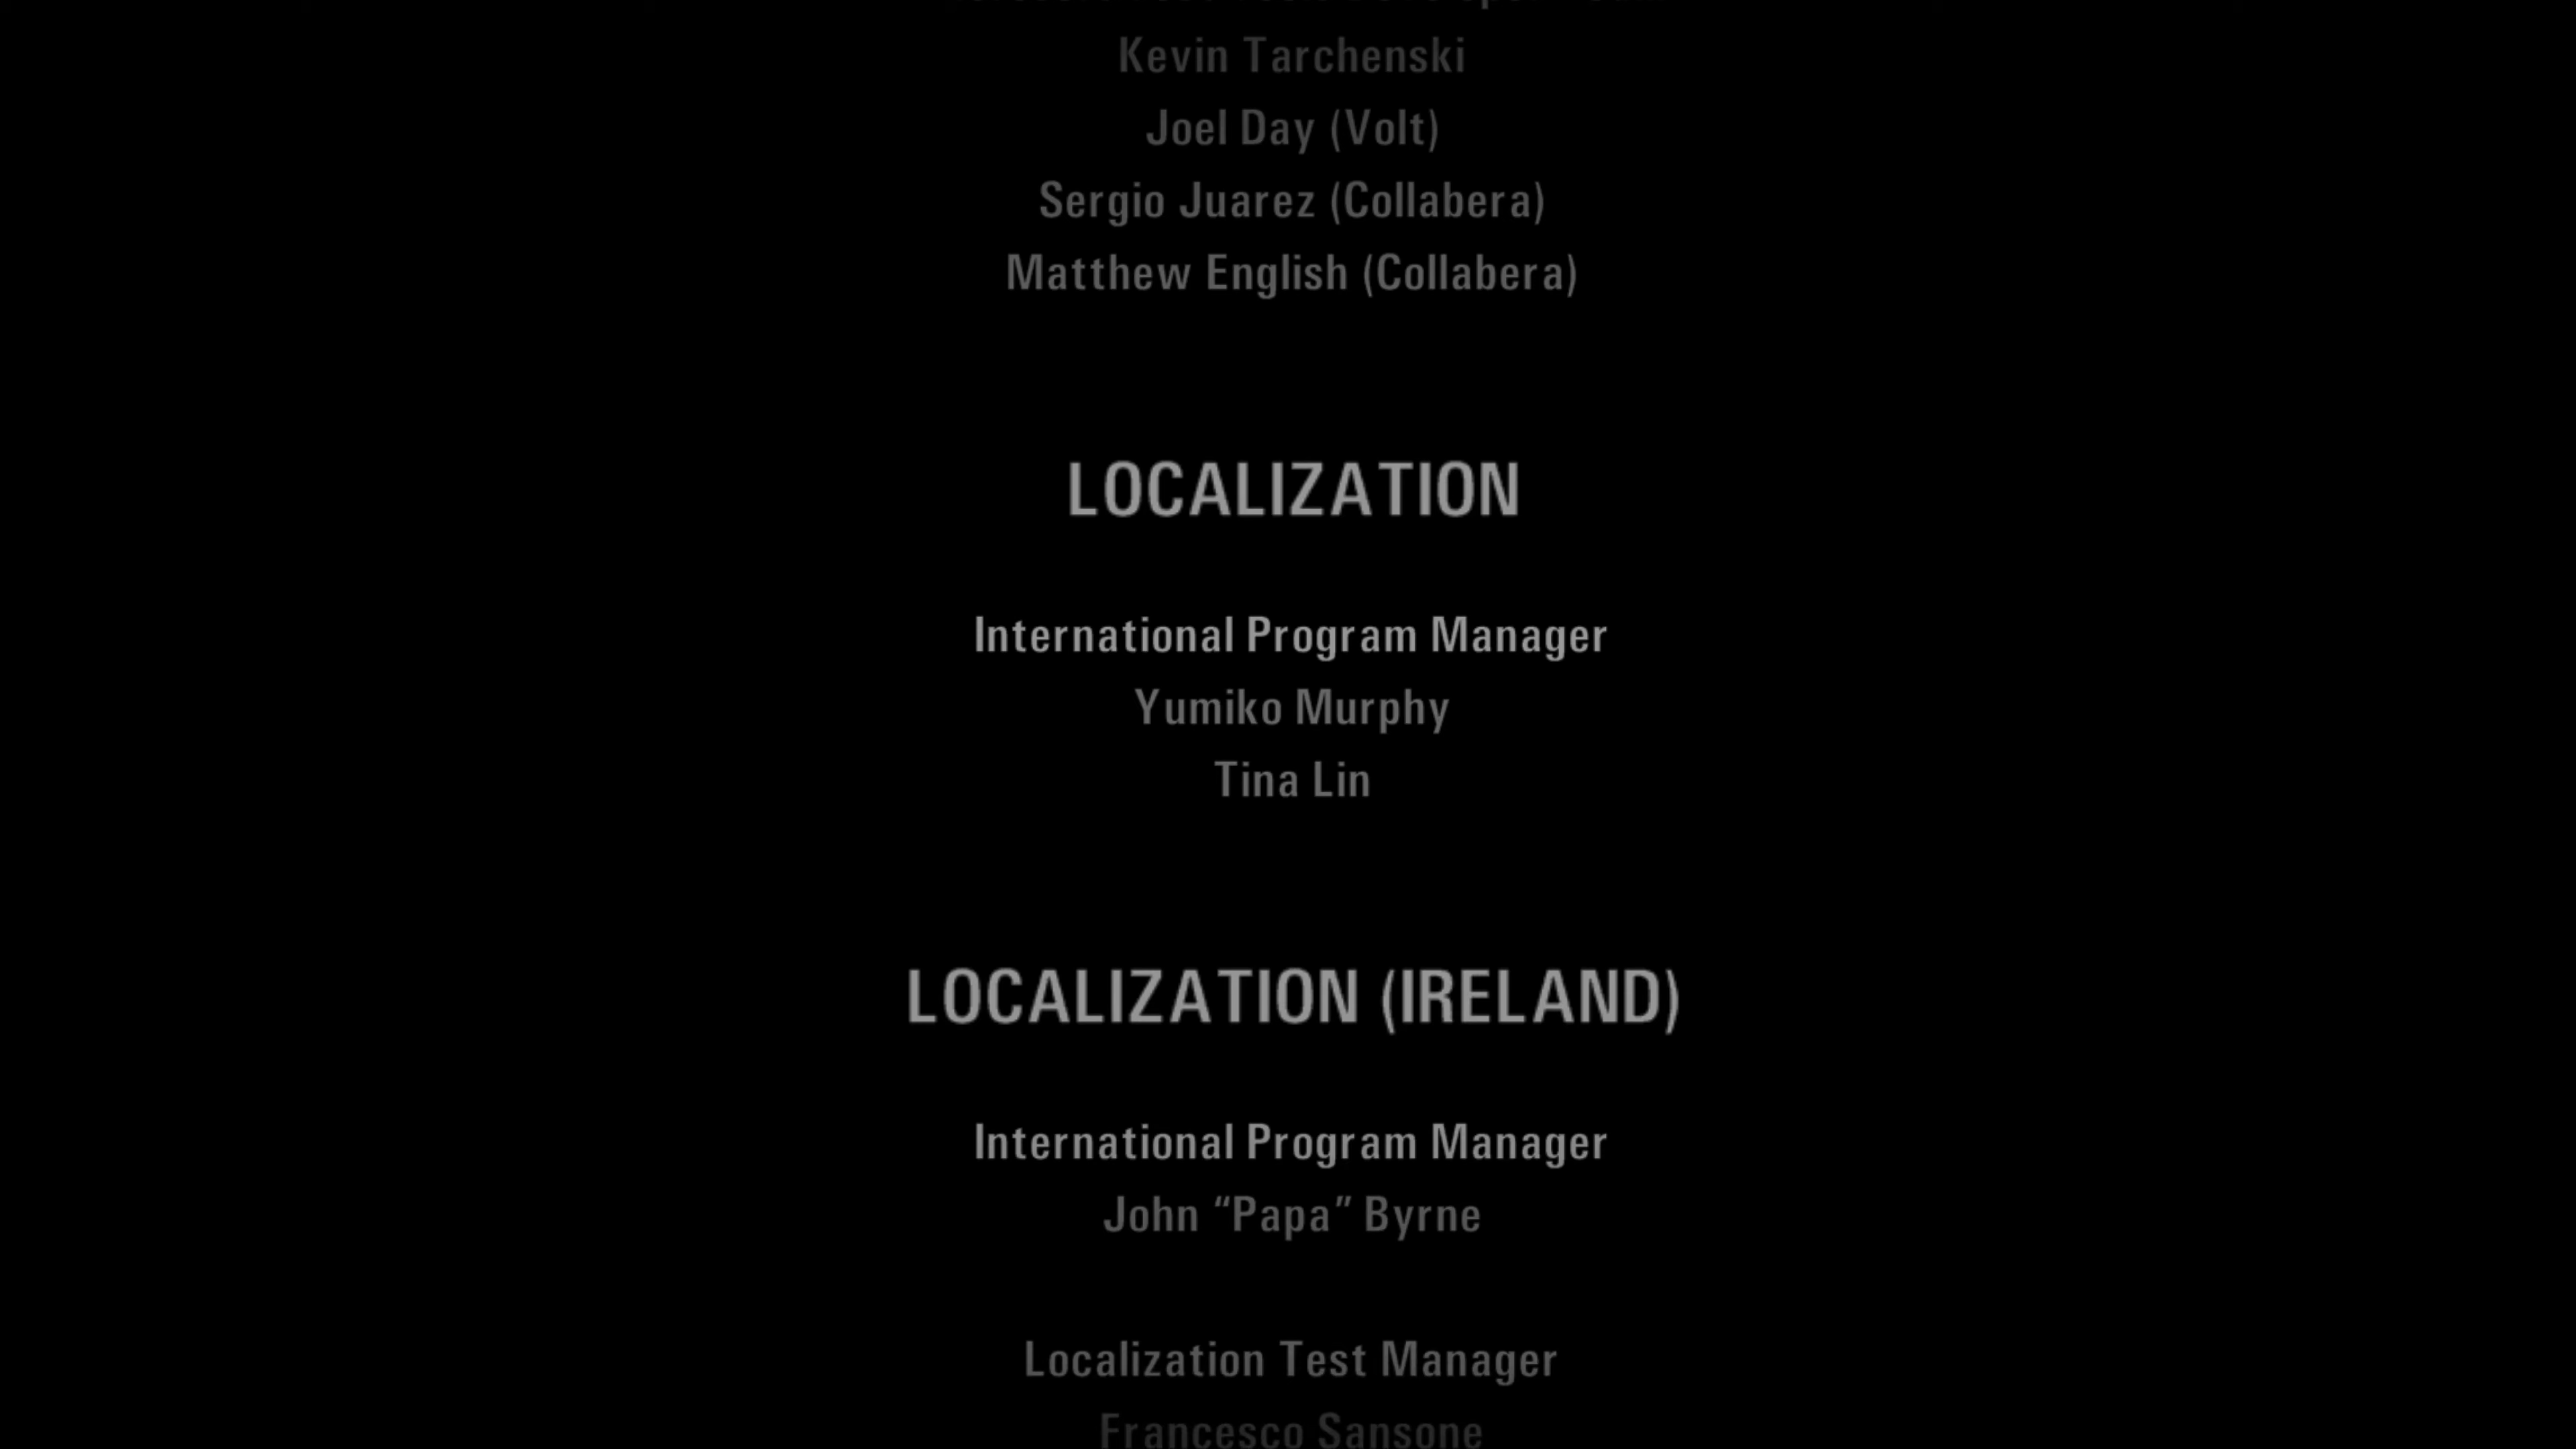 Kevin Tarchenski
Joel Day (Volt)
Sergio Juarez (Collabera)
Matthew English (Collabera)
LOCALIZATION
International Program Manager
Yumiko Murphy
Tina Lin
LOCALIZATION (IRELAND)
International Program Manager
John “Papa” Byrne
Localization Test Manager
Francesco Sansone